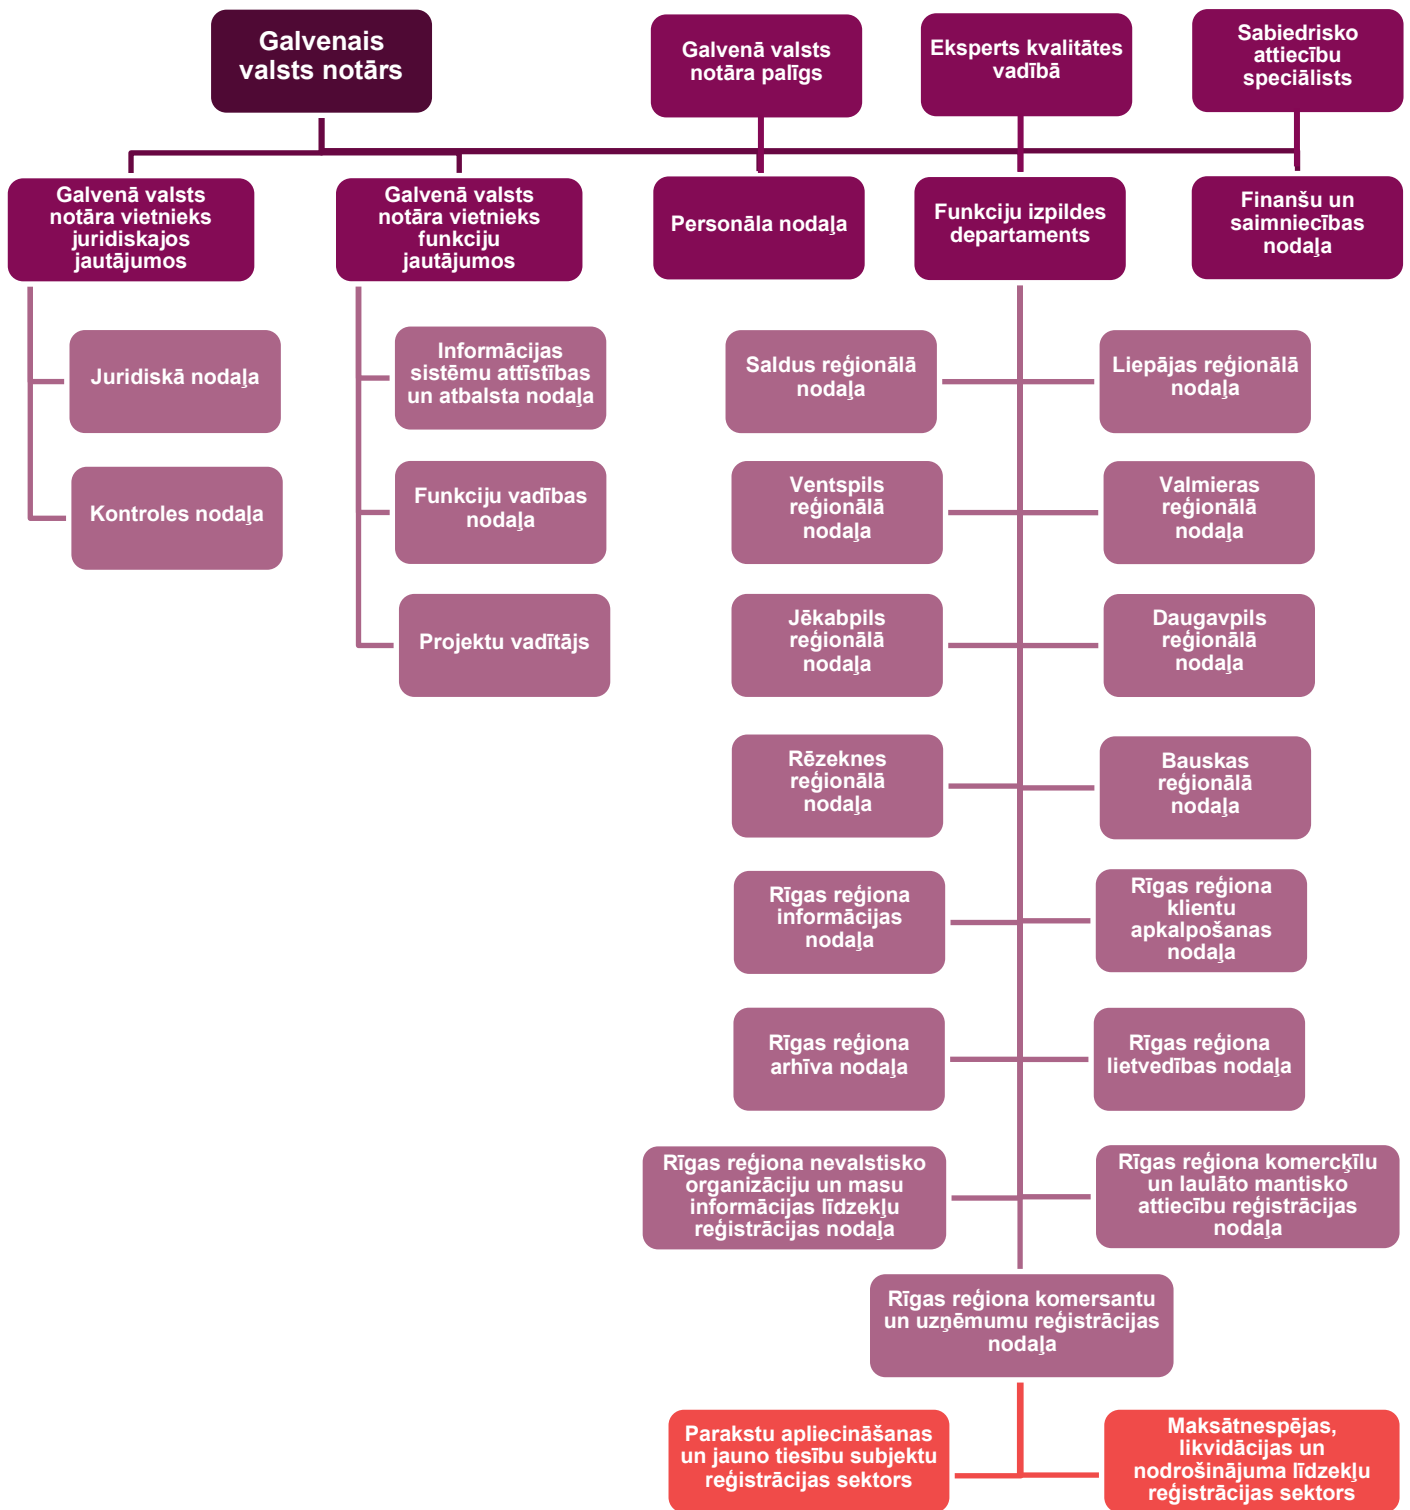 Galvenais
valsts notārs
Galvenā valsts
notāra palīgs
Eksperts kvalitātes
vadībā
Sabiedrisko
attiecību
speciālists
Galvenā valsts
notāra vietnieks
juridiskajos
jautājumos
Galvenā valsts
notāra vietnieks
funkciju
jautājumos
Personāla nodaļa
Funkciju izpildes
departaments
Finanšu un
saimniecības
nodaļa
Juridiskā nodaļa
Informācijas
sistēmu attīstības
un atbalsta nodaļa
Saldus reģionālā
nodaļa
Liepājas reģionālā
nodaļa
Kontroles nodaļa
Funkciju vadības
nodaļa
Ventspils
reģionālā
nodaļa
Valmieras
reģionālā
nodaļa
Projektu vadītājs
Jēkabpils
reģionālā
nodaļa
Daugavpils
reģionālā
nodaļa
Rēzeknes
reģionālā
nodaļa
Bauskas
reģionālā
nodaļa
Rīgas reģiona
informācijas
nodaļa
Rīgas reģiona
klientu
apkalpošanas
nodaļa
Rīgas reģiona
arhīva nodaļa
Rīgas reģiona
lietvedības nodaļa
Rīgas reģiona nevalstisko
organizāciju un masu
informācijas līdzekļu
reģistrācijas nodaļa
Rīgas reģiona komercķīlu
un laulāto mantisko
attiecību reģistrācijas
nodaļa
Rīgas reģiona komersantu
un uzņēmumu reģistrācijas
nodaļa
Parakstu apliecināšanas
un jauno tiesību subjektu
reģistrācijas sektors
Maksātnespējas,
likvidācijas un
nodrošinājuma līdzekļu
reģistrācijas sektors